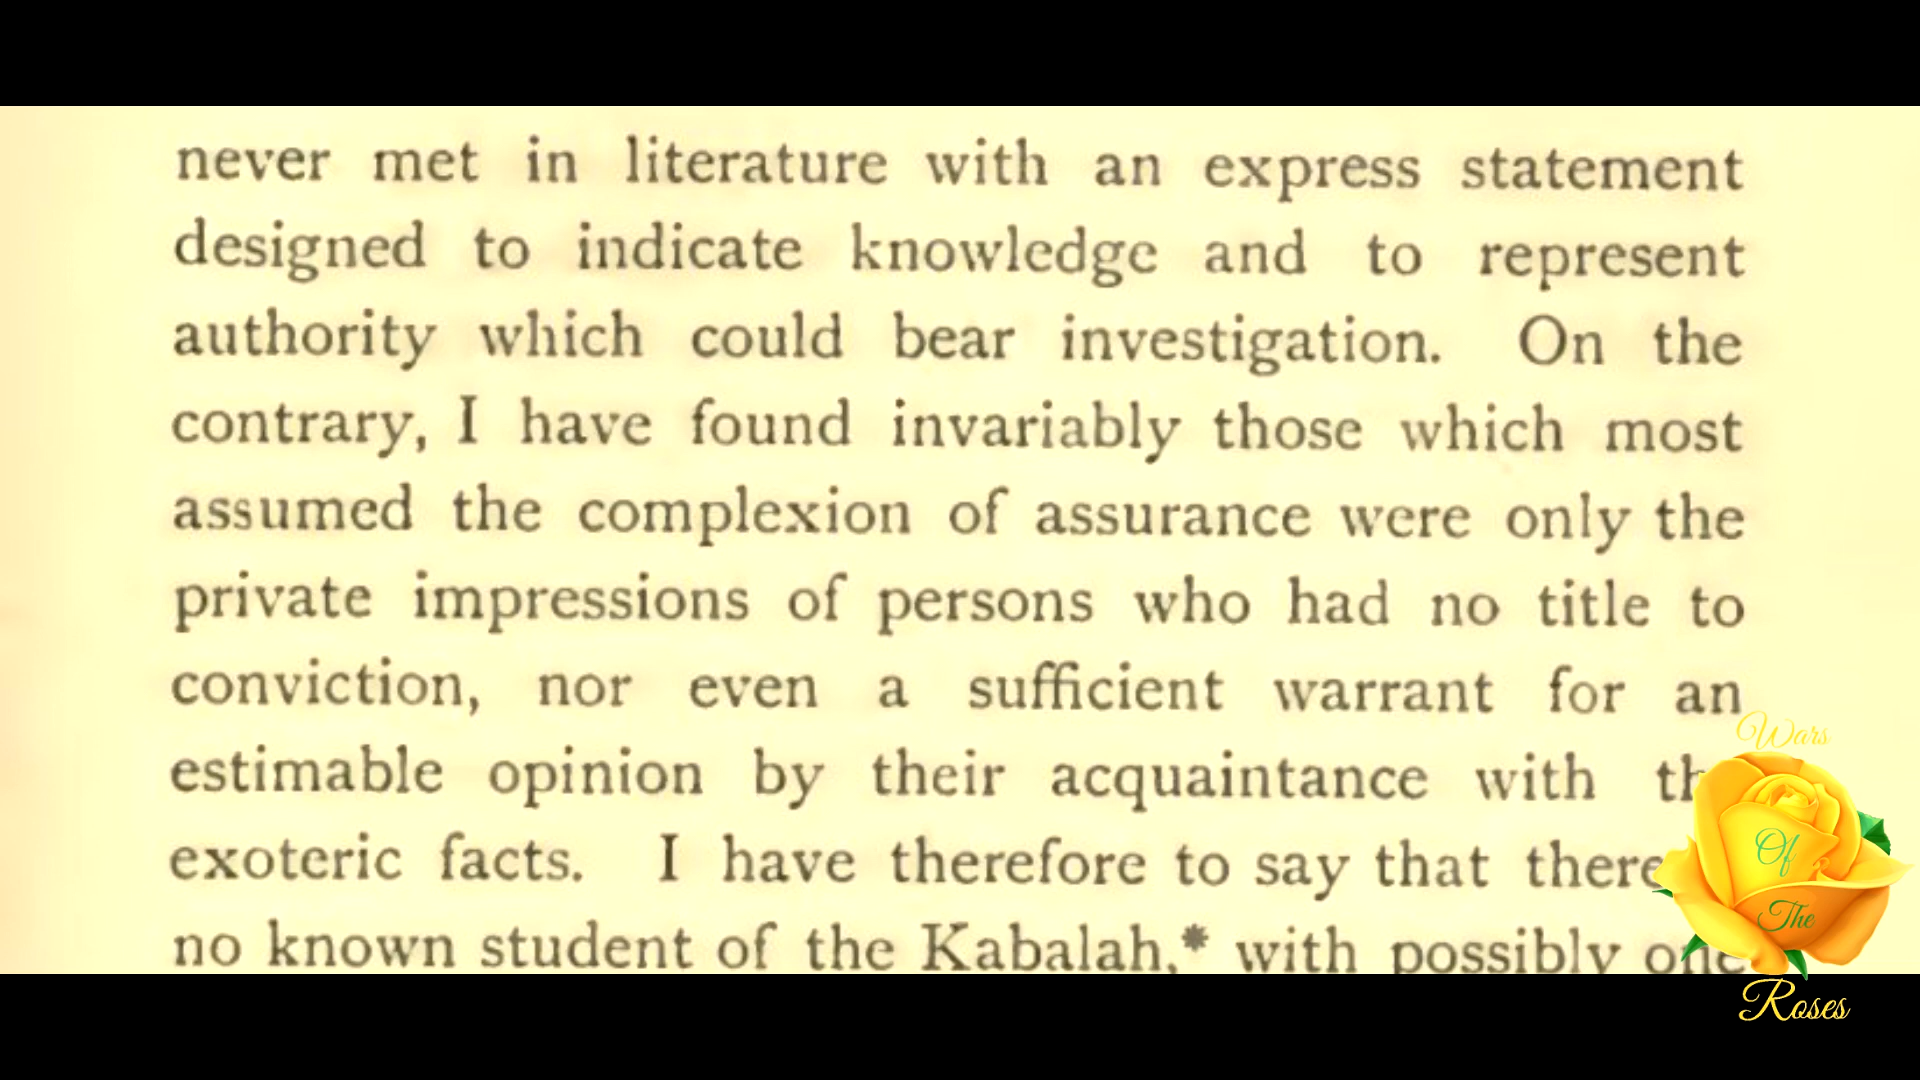 never met in literature with an express statement
designed to indicate knowledge and to represent
authority which could bear investigation. On the
contrary, I have found invariably those which most
assumed the complexion of assurance were only the
private impressions of persons who had no title to
conviction, nor even a sufficient warrant for an
estimable opinion by their acquaintance with
exoteric facts. I have therefore to say that there
no known student of the Kabalah,* with possibly one
Wars
Of
The
Roses